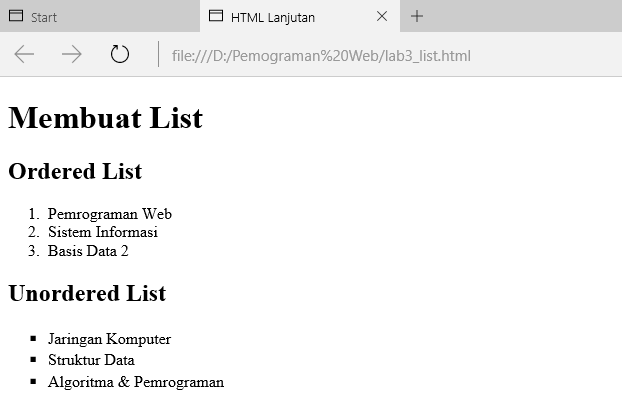 Start
HTML Lanjutan
file:///D:/Pemograman%20Web/lab3_list.html
Membuat List
Ordered List
1. Pemrograman Web
2. Sistem Informasi
3. Basis Data 2
Unordered List
▪ Jaringan Komputer
▪ Struktur Data
▪ Algoritma & Pemrograman